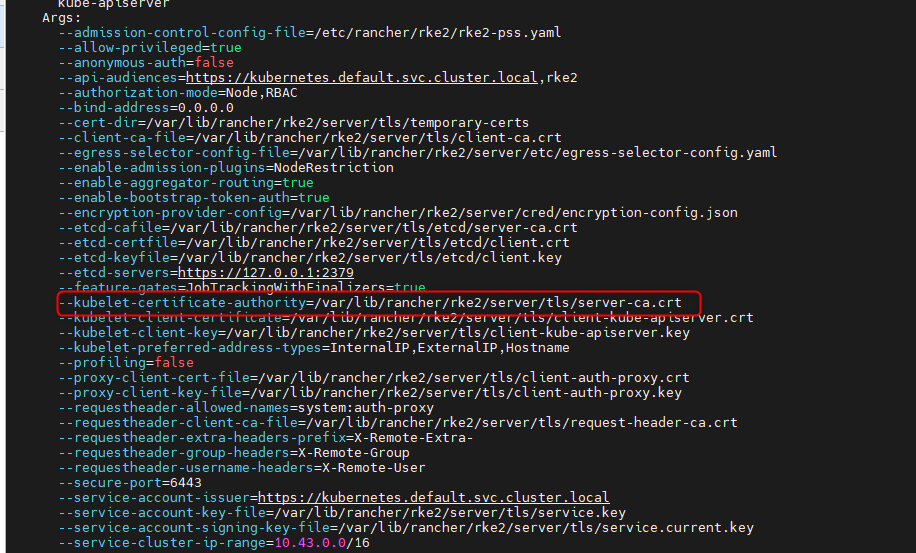 kube-apiserver
Args:
--admission-control-config-file=/etc/rancher/rke2/rke2-pss.yaml
--allow-privileged=true
--anonymous-auth=false
--api-audiences=https://kubernetes.default.svc.cluster.local,rke2
--authorization-mode=Node,RBAC
--bind-address=0.0.0.0
--cert-dir=/var/lib/rancher/rke2/server/tls/temporary-certs
--client-ca-file=/var/lib/rancher/rke2/server/tls/client-ca.crt
--egress-selector-config-file=/var/lib/rancher/rke2/server/etc/egress-selector-config.yaml
--enable-admission-plugins=NodeRestriction
--enable-aggregator-routing=true
--enable-bootstrap-token-auth=true
--encryption-provider-config=/var/lib/rancher/rke2/server/cred/encryption-config.json
--etcd-cafile=/var/lib/rancher/rke2/server/tls/etcd/server-ca.crt
--etcd-certfile=/var/lib/rancher/rke2/server/tls/etcd/client.crt
--etcd-keyfile=/var/lib/rancher/rke2/server/tls/etcd/client.key
--etcd-servers=https://127.0.0.1:2379
--feature-gates=JobTrackingWithFinalizers=true
--kubelet-certificate-authority=/var/lib/rancher/rke2/server/tls/server-ca.crt
--kubelet-client-certificate=/var/lib/rancher/rke2/server/tls/client-kube-apiserver.crt
--kubelet-client-key=/var/lib/rancher/rke2/server/tls/client-kube-apiserver.key
--kubelet-preferred-address-types=InternalIP,ExternalIP,Hostname
--profiling=false
--proxy-client-cert-file=/var/lib/rancher/rke2/server/tls/client-auth-proxy.crt
--proxy-client-key-file=/var/lib/rancher/rke2/server/tls/client-auth-proxy.key
--requestheader-allowed-names=system:auth-proxy
--requestheader-client-ca-file=/var/lib/rancher/rke2/server/tls/request-header-ca.crt
--requestheader-extra-headers-prefix=X-Remote-Extra-
--requestheader-group-headers=X-Remote-Group
--requestheader-username-headers=X-Remote-User
--secure-port=6443
--service-account-issuer=https://kubernetes.default.svc.cluster.local
--service-account-key-file=/var/lib/rancher/rke2/server/tls/service.key
--service-account-signing-key-file=/var/lib/rancher/rke2/server/tls/service.current.key
--service-cluster-ip-range=10.43.0.0/16